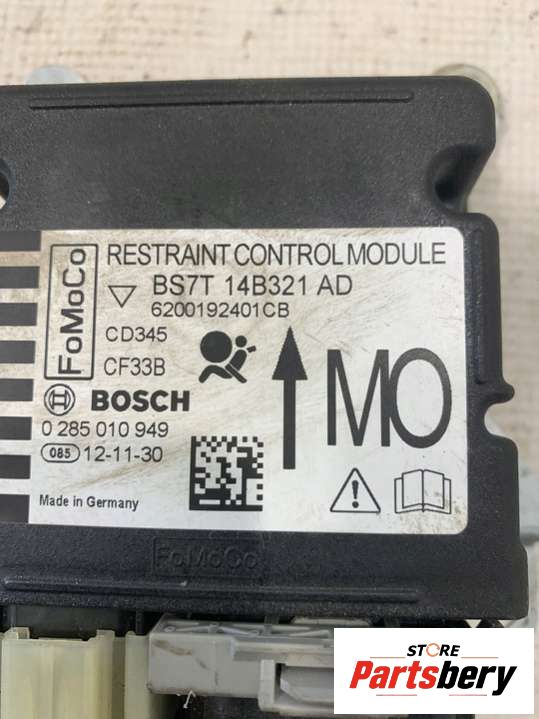 FoMoCo
RESTRAINT CONTROL MODULE
BS7T 14B321 AD
6200192401CB
CD345
CF33B
BOSCH
0 285 010 949
085 12-11-30
Made in Germany
MO
FoMoCo
STORE
Partsbery